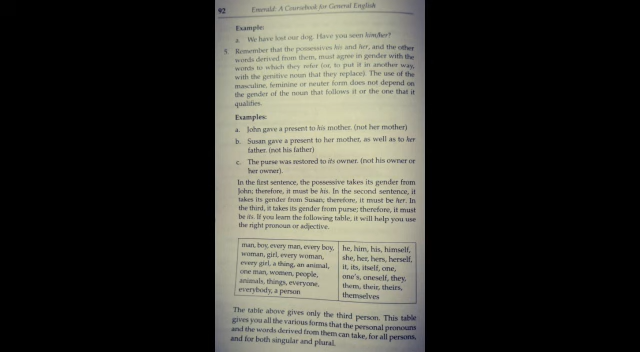 92
Emerald: A Coursebook for General English
Example:
a. We have lost our dog. Have you seen him/her?
9. Remember that the possessives his and her, and the other
words derived from them, must agree in gender with the
words to which they refer (or, to put it in another way,
with the genitive noun that they replace). The use of the
masculine, feminine or neuter form does not depend on
the gender of the noun that follows it or the one that it
qualifies.
Examples:
a. John gave a present to his mother. (not her mother)
b. Susan gave a present to her mother, as well as to her
father. (not his father)
c. The purse was restored to its owner. (not his owner or
her owner).
In the first sentence, the possessive takes its gender from
John; therefore, it must be his. In the second sentence, it
takes its gender from Susan; therefore, it must be her. In
the third, it takes its gender from purse; therefore, it must
be its. If you learn the following table, it will help you use
the right pronoun or adjective.
man, boy, every man, every boy,
woman, girl, every woman,
every girl, a thing, an animal,
one man, women, people,
animals, things, everyone,
everybody, a person
he, him, his, himself,
she, her, hers, herself,
it, its, itself, one,
one's, oneself, they,
them, their, theirs,
themselves
The table above gives only the third person. This table
gives you all the various forms that the personal pronouns
and the words derived from them can take, for all persons,
and for both singular and plural.